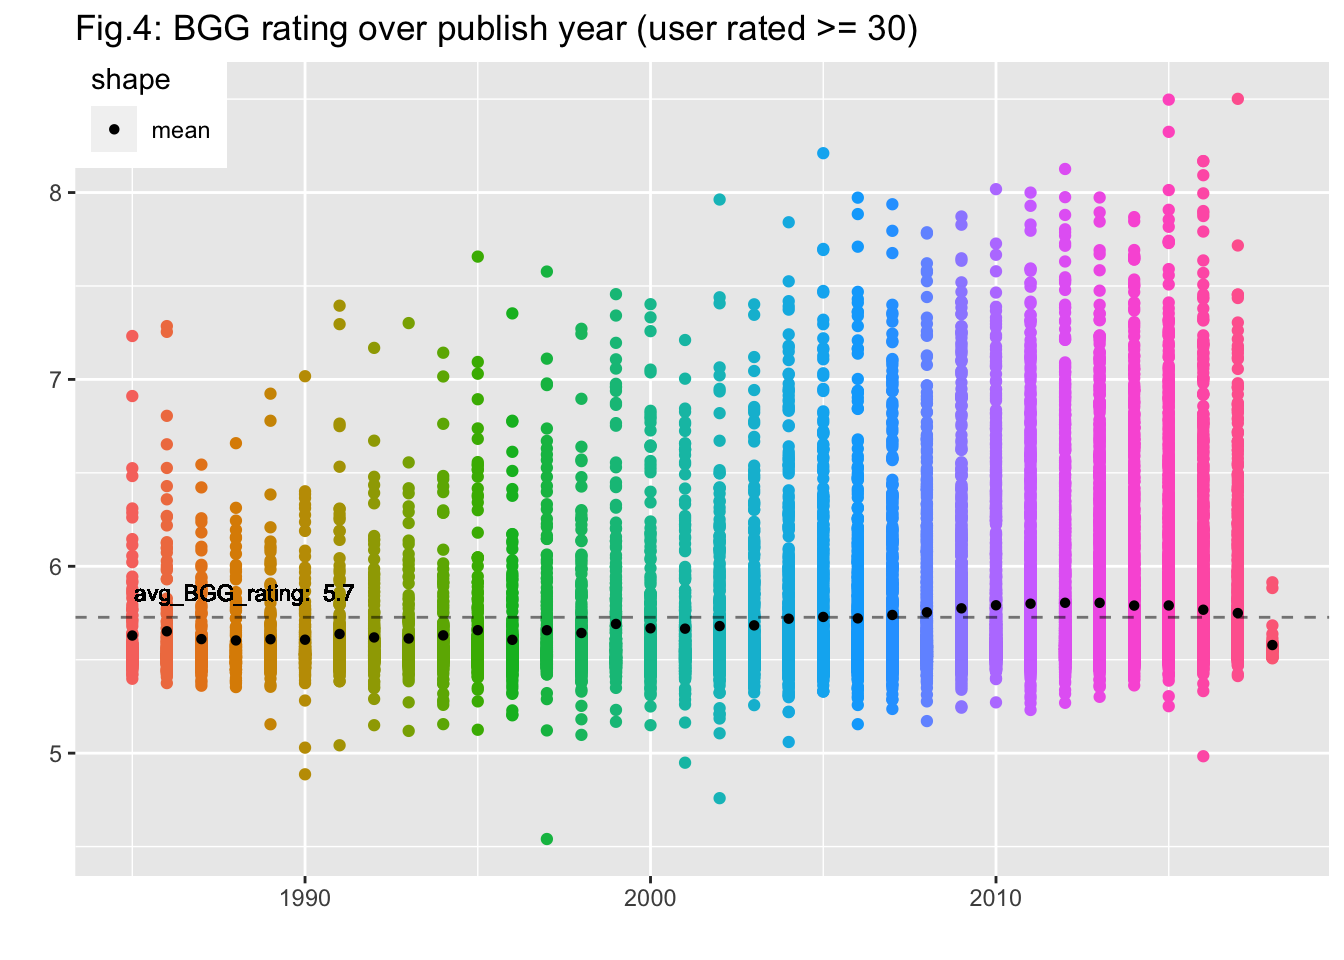 Fig.4: BGG rating over publish year (user rated >= 30)
shape
mean
8
7
6
avg_BGG_rating:  5.7
5
1990
2000
2010